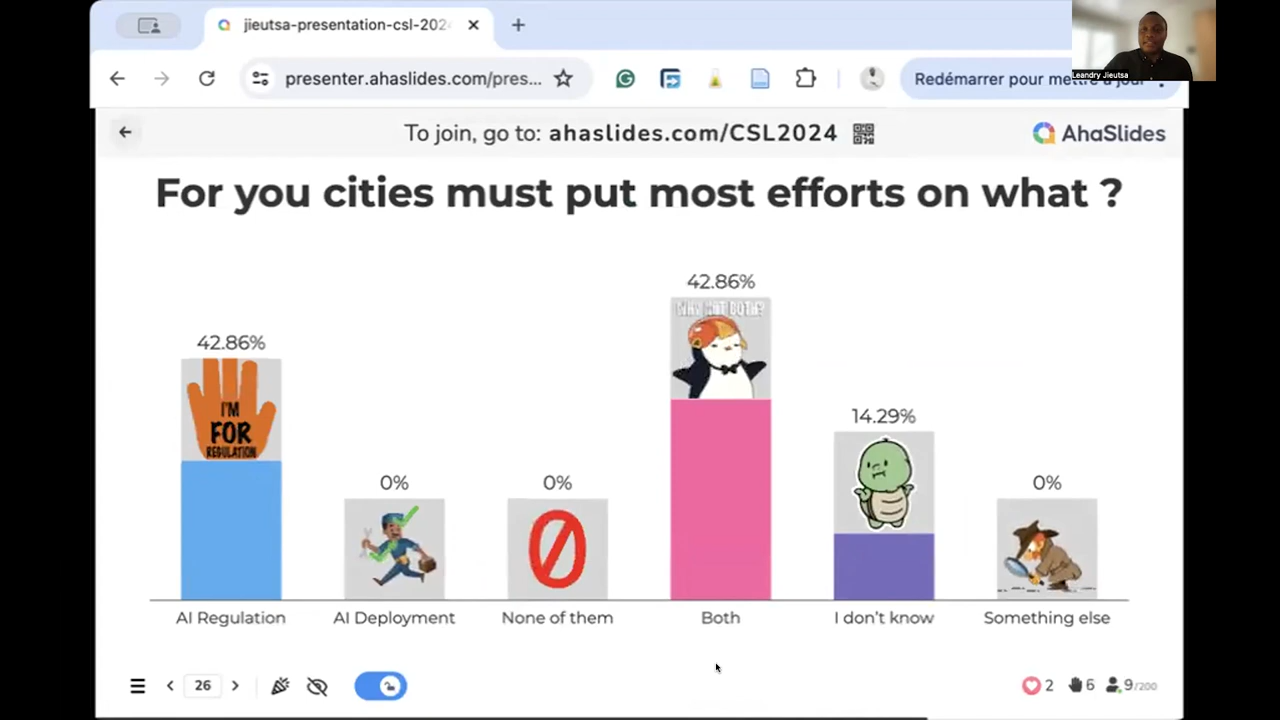 jieutsa-presentation-csl-202
presenter.ahaslides.com/pres...
Redémarrer pour mettre à jour
Leandry Jieutsa
To join, go to: ahaslides.com/CSL2024
AhaSlides
For you cities must put most efforts on what ?
42.86%
0%
0%
42.86%
14.29%
0%
I'M
FOR
REGULATION
WHY NOT BOTH?
AI Regulation
AI Deployment
None of them
Both
I don't know
Something else
26
2
6
9/200